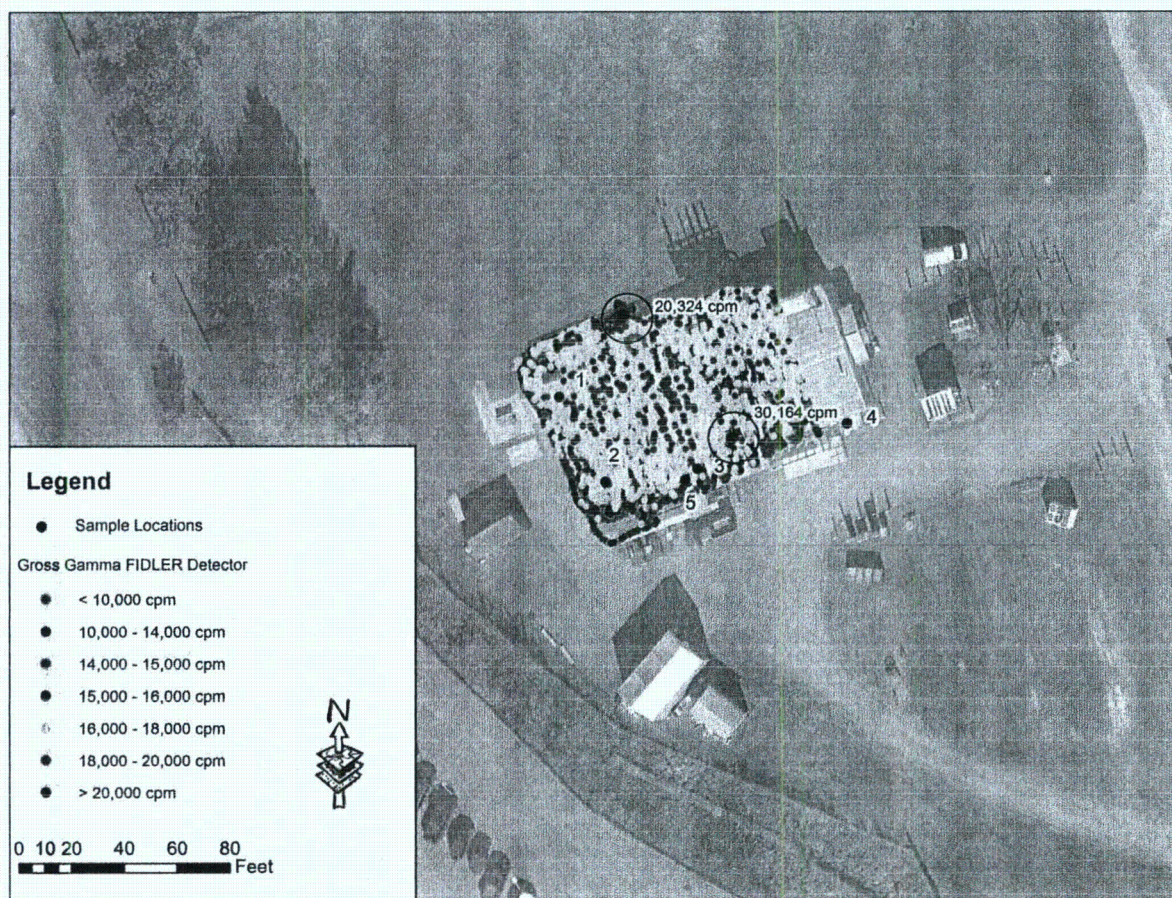 20,324 cpm
1
30,164 cpm
4
2
3
5
Legend
Sample Locations
Gross Gamma FIDLER Detector
< 10,000 cpm
10,000 - 14,000 cpm
14,000 - 15,000 cpm
15,000 - 16,000 cpm
16,000 - 18,000 cpm
18,000 - 20,000 cpm
> 20,000 cpm
N
0 10 20 40 60 80
Feet